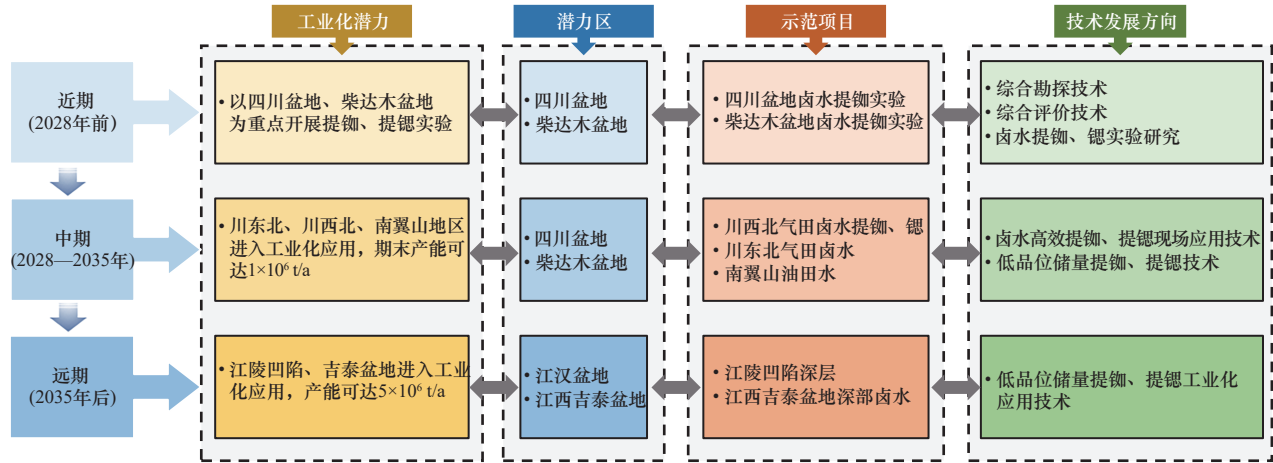 工业化潜力
潜力区
示范项目
技术发展方向
近期
(2028年前)
• 以四川盆地、柴达木盆地
为重点开展提铷、提锶实验
• 四川盆地
• 柴达木盆地
• 四川盆地卤水提铷实验
• 柴达木盆地卤水提铷实验
• 综合勘探技术
• 综合评价技术
• 卤水提铷、锶实验研究
中期
(2028—2035年)
• 川东北、川西北、南翼山地区
进入工业化应用，期末产能可
达1×10⁶ t/a
• 四川盆地
• 柴达木盆地
• 川西北气田卤水提铷、锶
• 川东北气田卤水
• 南翼山油田水
• 卤水高效提铷、提锶现场应用技术
• 低品位储量提铷、提锶技术
远期
(2035年后)
• 江陵凹陷、吉泰盆地进入工业
化应用，产能可达5×10⁶ t/a
• 江汉盆地
• 江西吉泰盆地
• 江陵凹陷深层
• 江西吉泰盆地深部卤水
• 低品位储量提铷、提锶工业化
应用技术